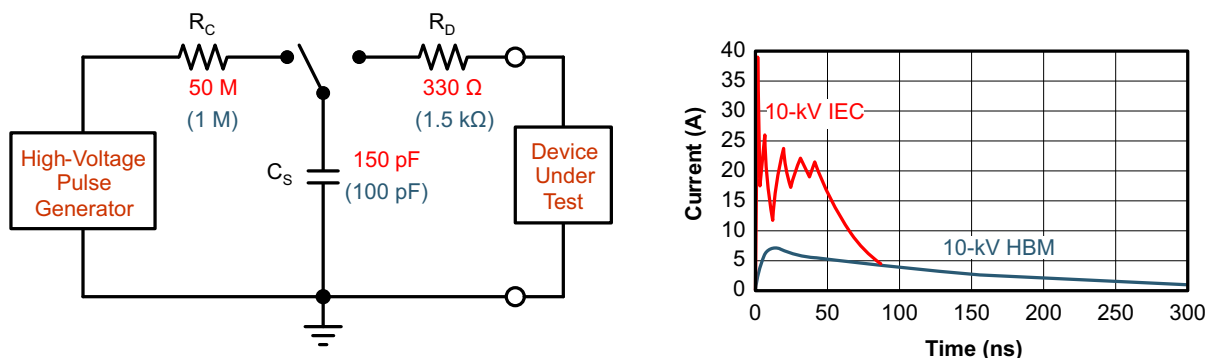 R_C
50 M
(1 M)
R_D
330 Ω
(1.5 kΩ)
High-Voltage
Pulse
Generator
C_S
150 pF
(100 pF)
Device
Under
Test
Current (A)
40
35
30
25
20
15
10
5
0
10-kV IEC
10-kV HBM
0
50
100
150
200
250
300
Time (ns)